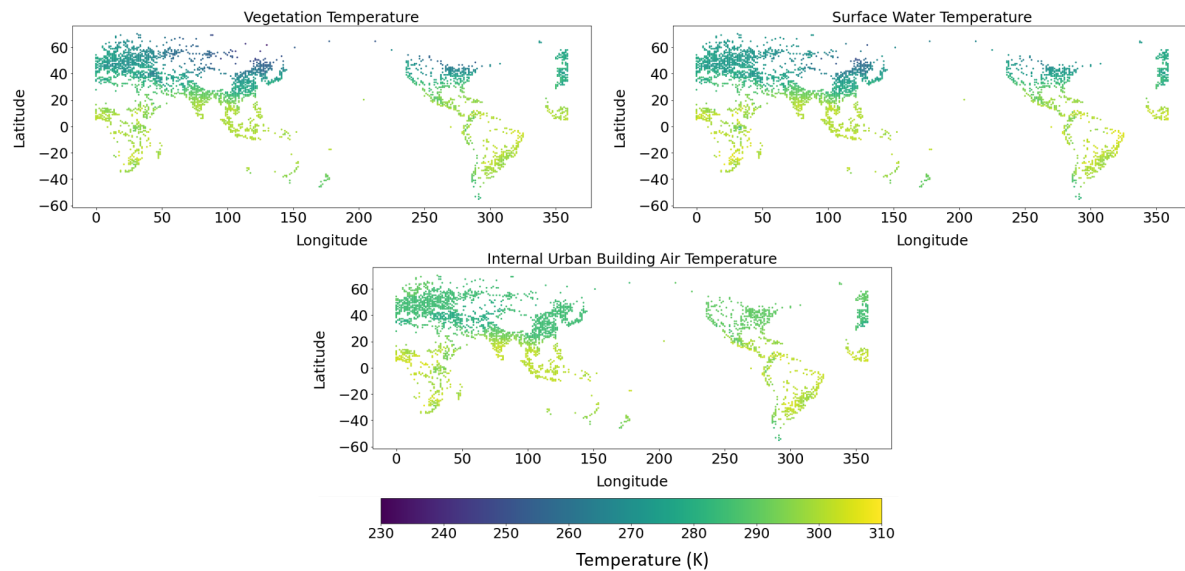 Vegetation Temperature
Latitude
60
40
20
0
−20
−40
−60
0 50 100 150 200 250 300 350
Longitude
Surface Water Temperature
Latitude
60
40
20
0
−20
−40
−60
0 50 100 150 200 250 300 350
Longitude
Internal Urban Building Air Temperature
Latitude
60
40
20
0
−20
−40
−60
0 50 100 150 200 250 300 350
Longitude
230 240 250 260 270 280 290 300 310
Temperature (K)